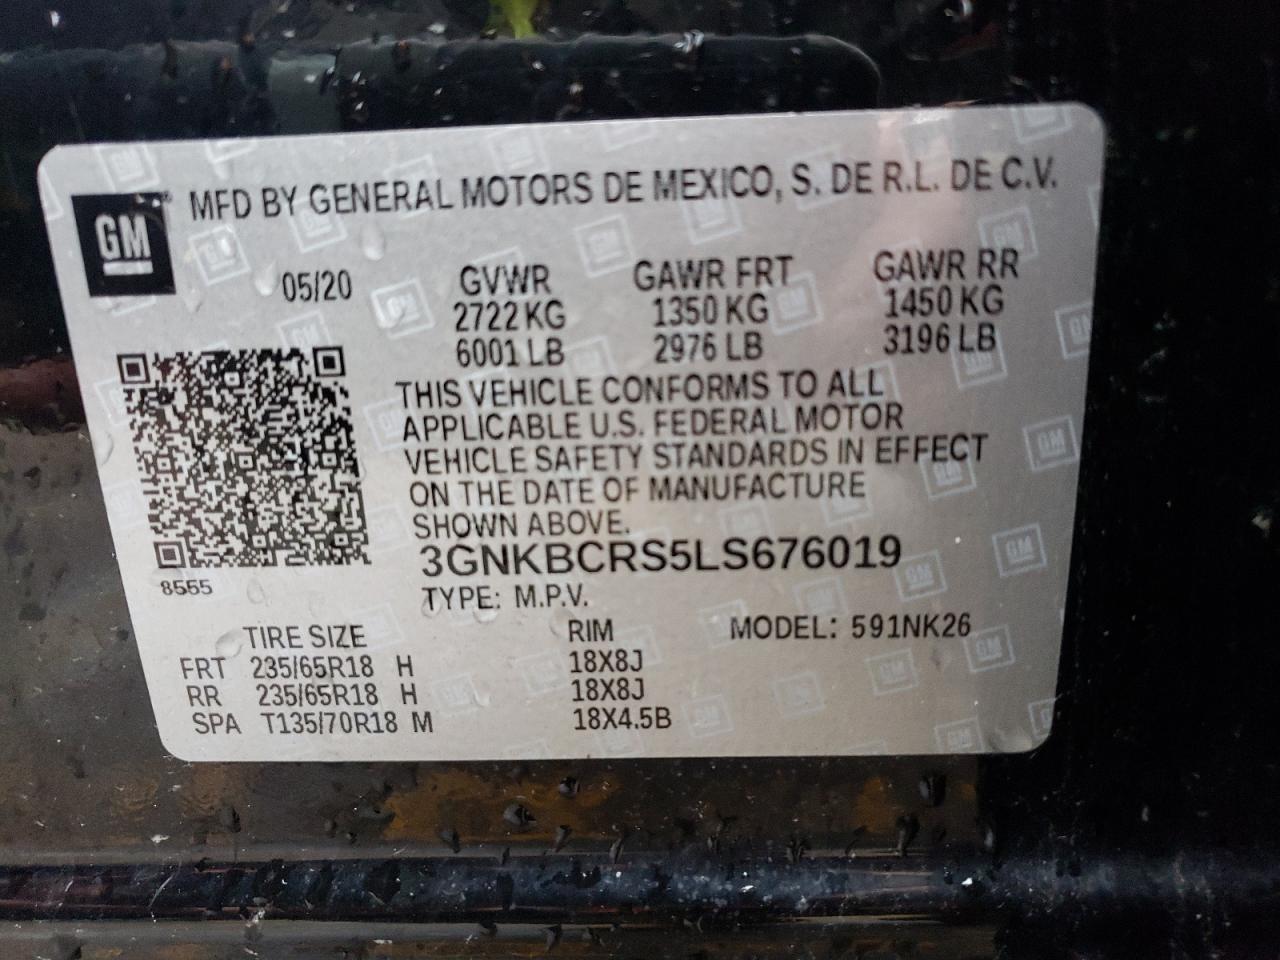 GM MFD BY GENERAL MOTORS DE MEXICO, S. DE R.L. DE C.V.
05/20 GVWR GAWR FRT GAWR RR
2722 KG 1350 KG 1450 KG
6001 LB 2976 LB 3196 LB
THIS VEHICLE CONFORMS TO ALL
APPLICABLE U.S. FEDERAL MOTOR
VEHICLE SAFETY STANDARDS IN EFFECT
ON THE DATE OF MANUFACTURE
SHOWN ABOVE.
3GNKBCRS5LS676019
8555
TYPE: M.P.V.
TIRE SIZE RIM MODEL: 591NK26
FRT 235/65R18 H 18X8J
RR 235/65R18 H 18X8J
SPA T135/70R18 M 18X4.5B